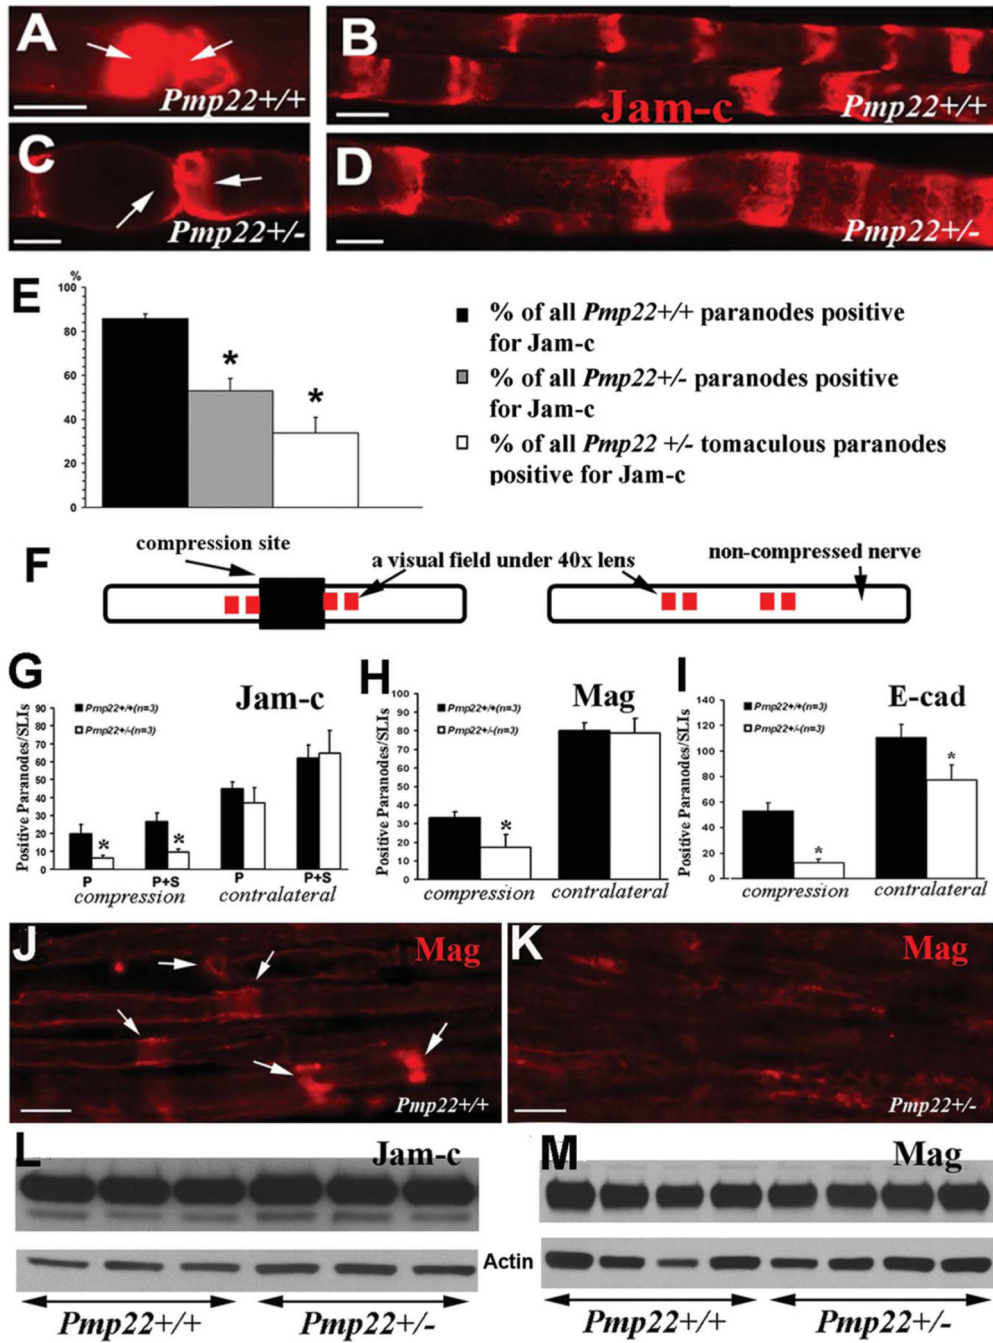 A
Pmp22+/+
B
Jam-c
Pmp22+/+
C
Pmp22+/-
D
Pmp22+/-
E
%
100
80
60
40
20
0
*
*
% of all Pmp22+/+ paranodes positive
for Jam-c
% of all Pmp22+/- paranodes positive
for Jam-c
% of all Pmp22 +/- tomaculous paranodes
positive for Jam-c
F
compression site
a visual field under 40x lens
non-compressed nerve
G
Jam-c
Positive Paranodes/SLIs
90
80
70
60
50
40
30
20
10
0
Pmp22+/+(n=3)
Pmp22+/-(n=3)
*
*
P
P+S
P
P+S
compression
contralateral
H
Mag
Positive Paranodes/SLIs
100
90
80
70
60
50
40
30
20
10
0
Pmp22+/+(n=3)
Pmp22+/-(n=3)
*
compression
contralateral
I
E-cad
Positive Paranodes/SLIs
140
120
100
80
60
40
20
0
Pmp22+/+(n=3)
Pmp22+/-(n=3)
*
*
compression
contralateral
J
Mag
Pmp22+/+
K
Mag
Pmp22+/-
L
Jam-c
M
Mag
Actin
Pmp22+/+
Pmp22+/-
Pmp22+/+
Pmp22+/-